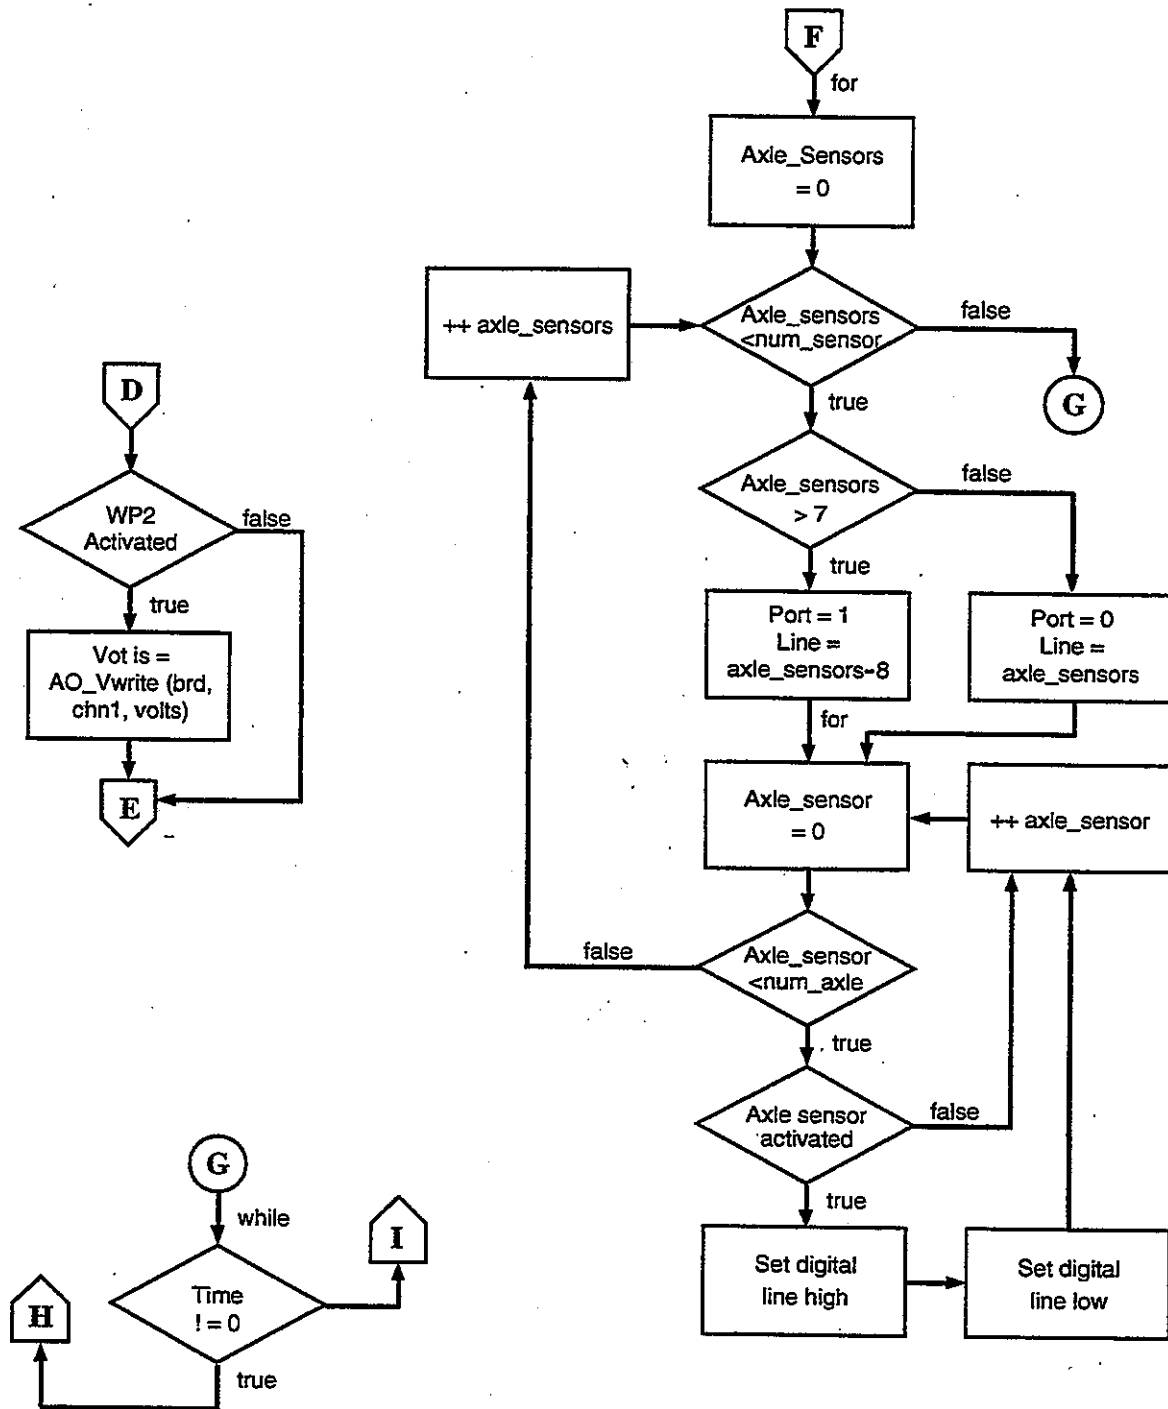 F
for
Axle_Sensors
= 0
++ axle_sensors
Axle_sensors
<num_sensor
false
G
true
Axle_sensors
> 7
false
true
Port = 1
Line =
axle_sensors-8
Port = 0
Line =
axle_sensors
for
Axle_sensor
= 0
++ axle_sensor
Axle_sensor
<num_axle
false
true
Axle sensor
activated
false
true
Set digital
line high
Set digital
line low
D
WP2
Activated
false
true
Vot is =
AO_Vwrite (brd,
chn1, volts)
E
G
while
Time
! = 0
I
H
true